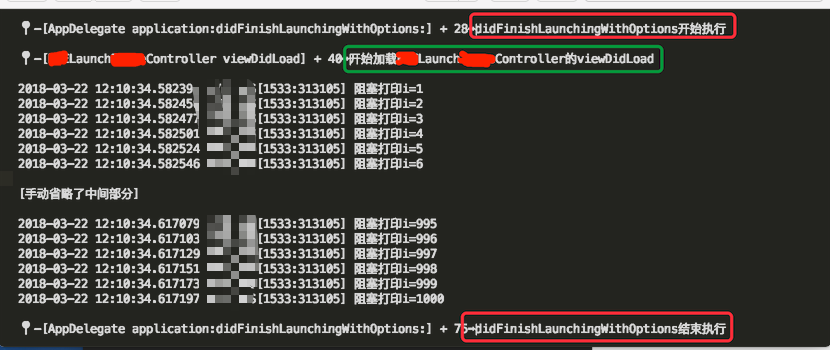 -[AppDelegate application:didFinishLaunchingWithOptions:] + 28 didFinishLaunchingWithOptions开始执行
-[ Launch Controller viewDidLoad] + 40 开始加载 Launch Controller的viewDidLoad
2018-03-22 12:10:34.58239 [1533:313105] 阻塞打印i=1
2018-03-22 12:10:34.58245 [1533:313105] 阻塞打印i=2
2018-03-22 12:10:34.582477 [1533:313105] 阻塞打印i=3
2018-03-22 12:10:34.582501 [1533:313105] 阻塞打印i=4
2018-03-22 12:10:34.582524 [1533:313105] 阻塞打印i=5
2018-03-22 12:10:34.582546 [1533:313105] 阻塞打印i=6
[手动省略了中间部分]
2018-03-22 12:10:34.617079 [1533:313105] 阻塞打印i=995
2018-03-22 12:10:34.617103 [1533:313105] 阻塞打印i=996
2018-03-22 12:10:34.617129 [1533:313105] 阻塞打印i=997
2018-03-22 12:10:34.617151 [1533:313105] 阻塞打印i=998
2018-03-22 12:10:34.617173 [1533:313105] 阻塞打印i=999
2018-03-22 12:10:34.617197 [1533:313105] 阻塞打印i=1000
-[AppDelegate application:didFinishLaunchingWithOptions:] + 75 didFinishLaunchingWithOptions结束执行